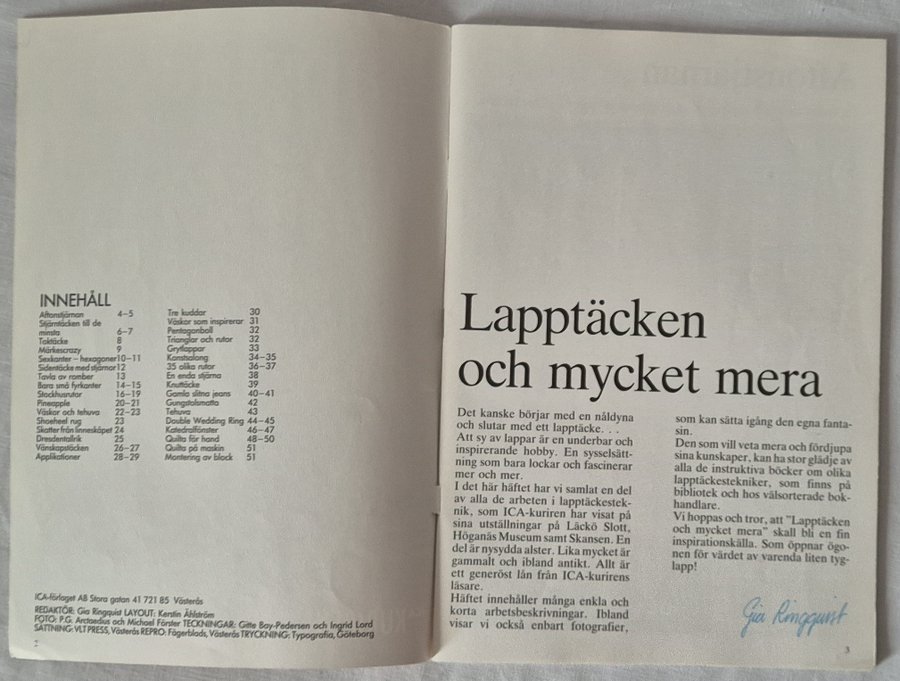 INNEHÅLL
Aftonstjärnan 4–5
Stjärntäcken till de
minsta 6–7
Taktäcke 8
Märkescrazy 9
Sexkanter – hexagoner 10–11
Sidentäcke med stjärnor 12
Tavla av romber 13
Bara små fyrkanter 14–15
Stockhusrutor 16–19
Pineapple 20–21
Väskor och tehuva 22–23
Shoeheel rug 23
Skatter från linneskåpet 24
Dresdentallrik 25
Vänskapstäcken 26–27
Applikationer 28–29
Tre kuddar 30
Väskor som inspirerar 31
Pentagonboll 32
Trianglar och rutor 32
Grytlappar 33
Konstsalong 34–35
35 olika rutor 36–37
En enda stjärna 38
Knuttäcke 39
Gamla slitna jeans 40–41
Gungstolsmatta 42
Tehuva 43
Double Wedding Ring 44–45
Katedralfönster 46–47
Quilta för hand 48–50
Quilta på maskin 51
Montering av block 51
ICA-förlaget AB Stora gatan 41 721 85 Västerås
REDAKTÖR: Gia Ringquist LAYOUT: Kerstin Åhlström
FOTO: P.G. Arctaedius och Michael Förster TECKNINGAR: Gitte Bay-Pedersen och Ingrid Lord
SÄTTNING: VLT PRESS, Västerås REPRO: Fägerblads, Västerås TRYCKNING: Typografia, Göteborg
2
Lapptäcken
och mycket mera
Det kanske börjar med en nåldyna
och slutar med ett lapptäcke. . .
Att sy av lappar är en underbar och
inspirerande hobby. En sysselsätt-
ning som bara lockar och fascinerar
mer och mer.
I det här häftet har vi samlat en del
av alla de arbeten i lapptäckestek-
nik, som ICA-kuriren har visat på
sina utställningar på Läckö Slott,
Höganäs Museum samt Skansen. En
del är nysydda alster. Lika mycket är
gammalt och ibland antikt. Allt är
ett generöst lån från ICA-kurirens
läsare.
Häftet innehåller många enkla och
korta arbetsbeskrivningar. Ibland
visar vi också enbart fotografier,
som kan sätta igång den egna fanta-
sin.
Den som vill veta mera och fördjupa
sina kunskaper, kan ha stor glädje av
alla de instruktiva böcker om olika
lapptäckestekniker, som finns på
bibliotek och hos välsorterade bok-
handlare.
Vi hoppas och tror, att "Lapptäcken
och mycket mera" skall bli en fin
inspirationskälla. Som öppnar ögo-
nen för värdet av varenda liten tyg-
lapp!
Gia Ringquist
3